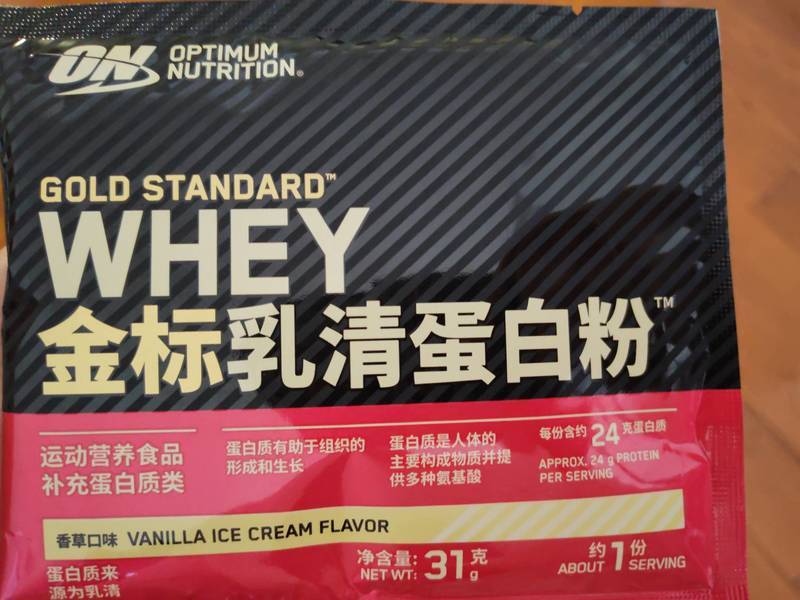 ON OPTIMUM
NUTRITION®
GOLD STANDARD™
WHEY
金标乳清蛋白粉™
运动营养食品
补充蛋白质类
蛋白质有助于组织的
形成和生长
蛋白质是人体的
主要构成物质并提
供多种氨基酸
每份含约24克蛋白质
APPROX. 24 g PROTEIN
PER SERVING
香草口味 VANILLA ICE CREAM FLAVOR
蛋白质来
源为乳清
净含量: 31克
NET WT: g
约1份
ABOUT SERVING